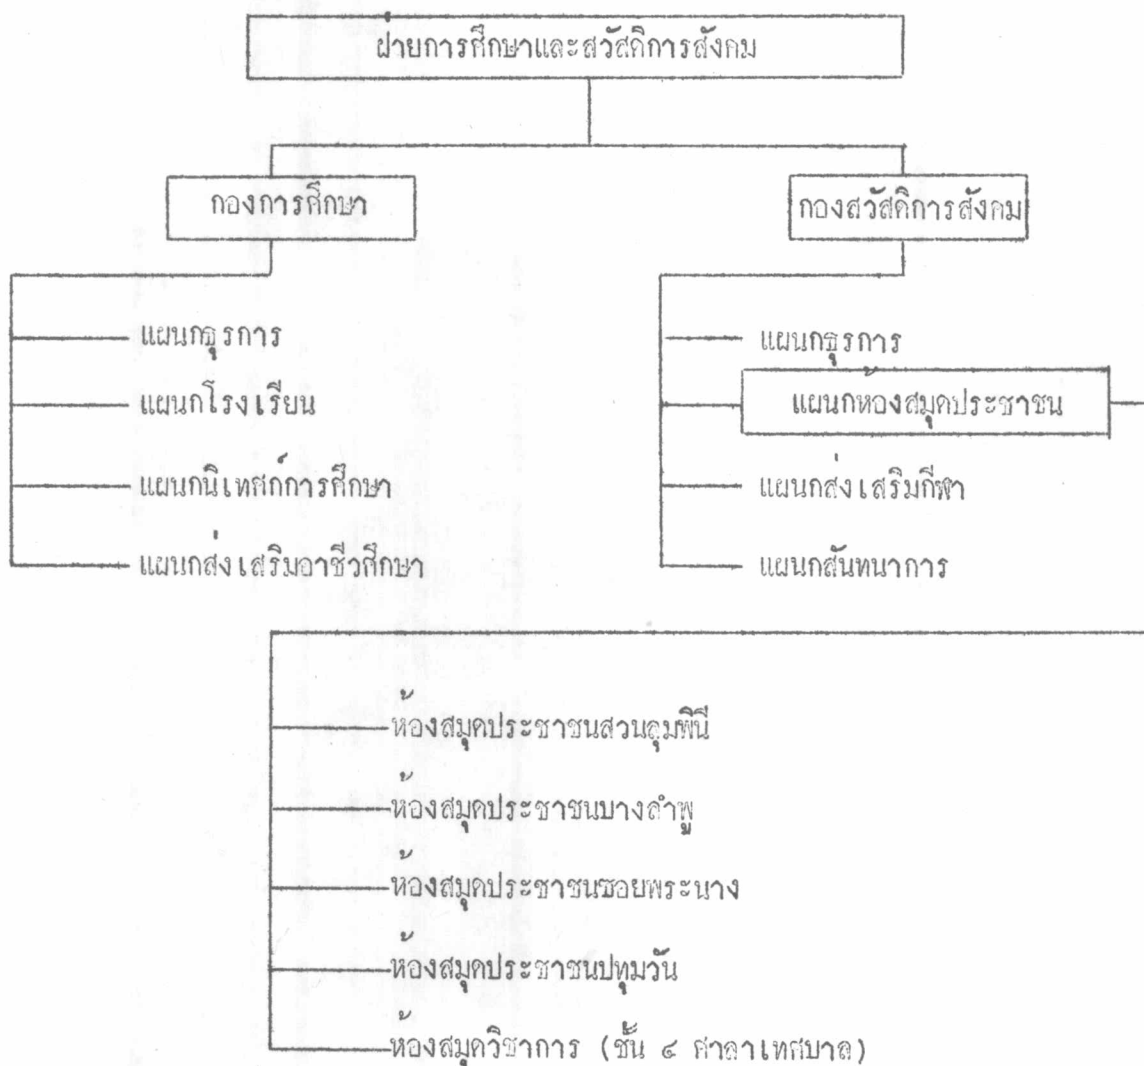 ฝ่ายการศึกษาและสวัสดิการสังคม
กองการศึกษา
กองสวัสดิการสังคม
แผนกธุรการ
แผนกโรงเรียน
แผนกนิเทศก์การศึกษา
แผนกส่งเสริมอาชีวศึกษา
แผนกธุรการ
แผนกห้องสมุดประชาชน
แผนกส่งเสริมกีฬา
แผนกสันทนาการ
ห้องสมุดประชาชนสวนลุมพินี
ห้องสมุดประชาชนบางลำพู
ห้องสมุดประชาชนซอยพระนาง
ห้องสมุดประชาชนปทุมวัน
ห้องสมุดวิชาการ (ชั้น ๔ ศาลาเทศบาล)